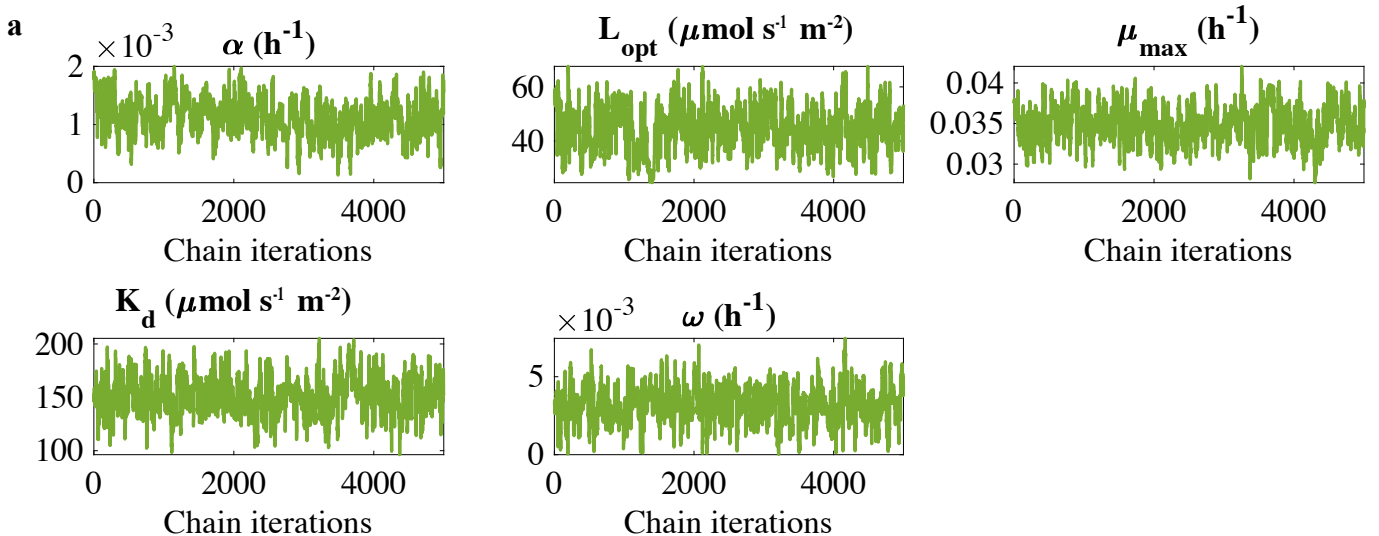 a
×10⁻³ α (h⁻¹)
2
1
0
0 2000 4000
Chain iterations
L_opt (μmol s⁻¹ m⁻²)
60
40
0 2000 4000
Chain iterations
μ_max (h⁻¹)
0.04
0.035
0.03
0 2000 4000
Chain iterations
K_d (μmol s⁻¹ m⁻²)
200
150
100
0 2000 4000
Chain iterations
×10⁻³ ω (h⁻¹)
5
0
0 2000 4000
Chain iterations